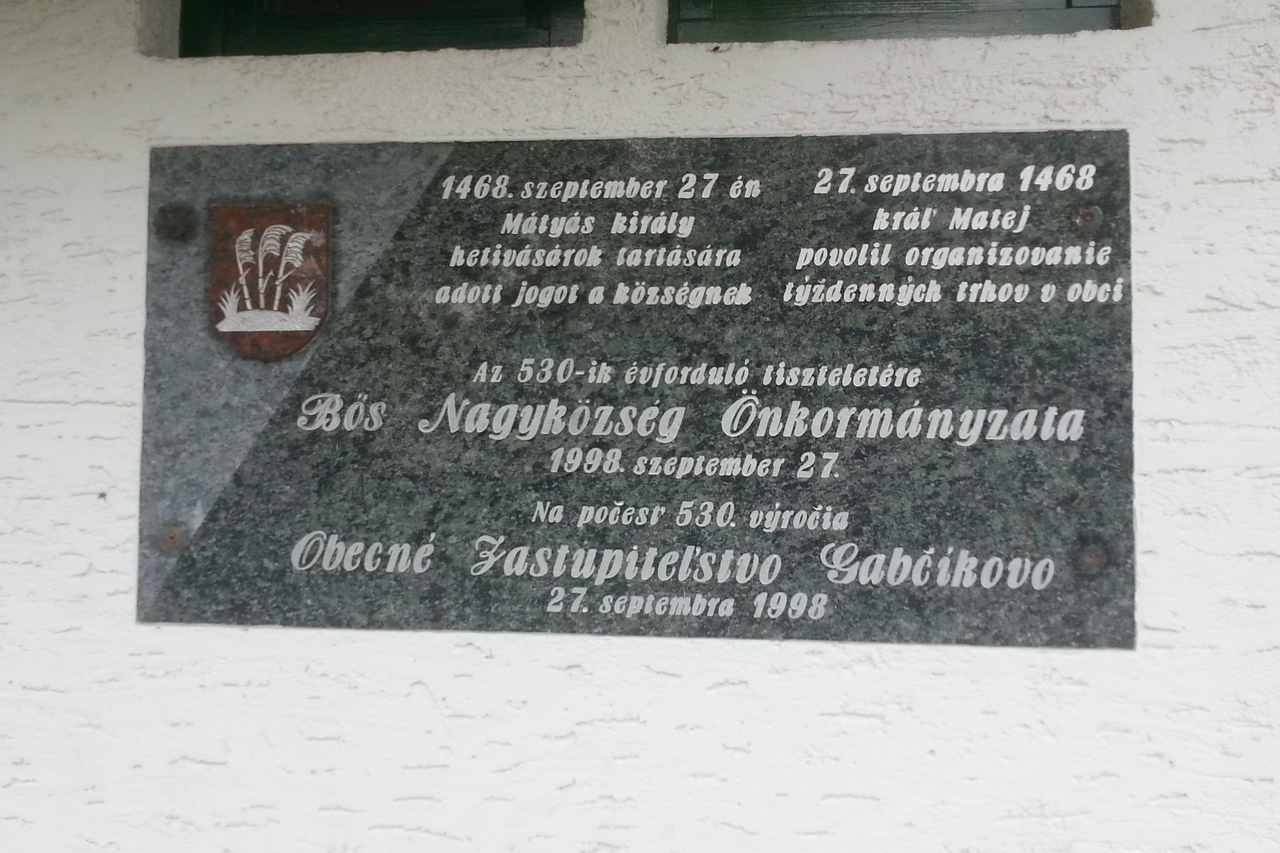 1468. szeptember 27 én
Mátyás király
hetivásárok tartására
adott jogot a községnek
27. septembra 1468
kráľ Matej
povolil organizovanie
týždenných trhov v obci
Az 530-ik évforduló tiszteletére
Bős Nagyközség Önkormányzata
1998. szeptember 27.
Na počesť 530. výročia
Obecné Zastupiteľstvo Gabčíkovo
27. septembra 1998